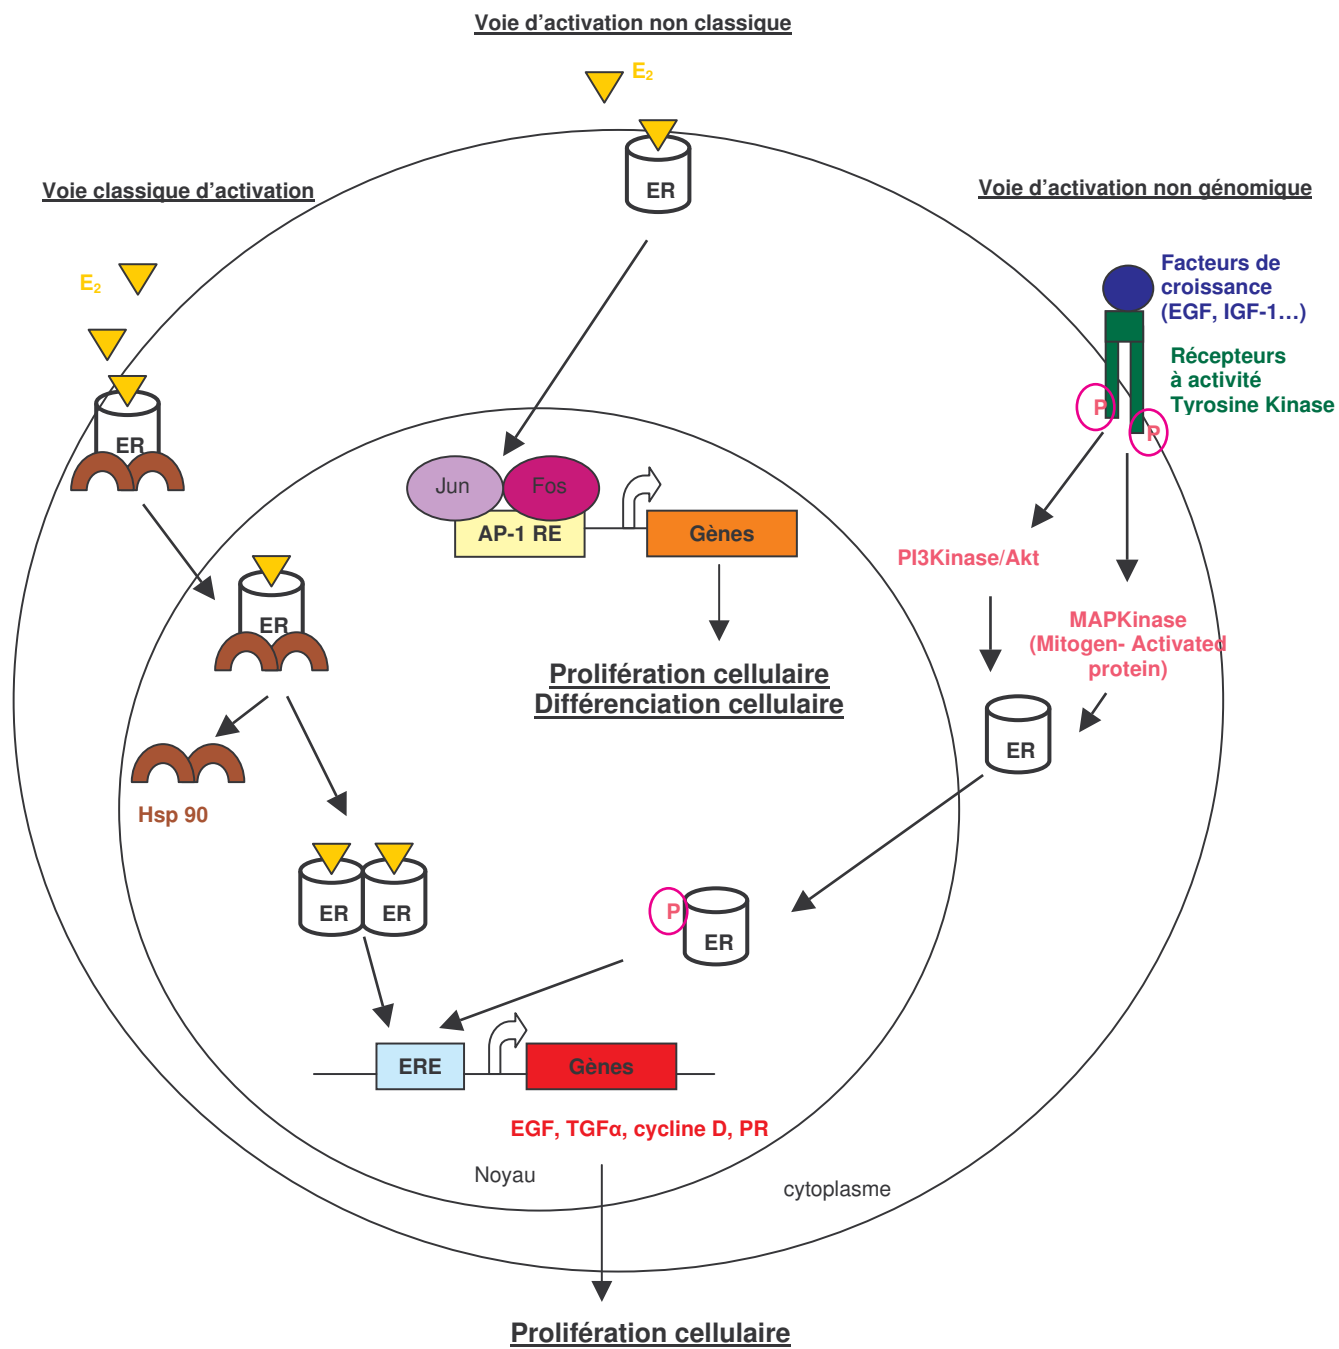 Voie d'activation non classique
E2
ER
Voie classique d'activation
E2
ER
Voie d'activation non génomique
Facteurs de
croissance
(EGF, IGF-1…)
Récepteurs
à activité
Tyrosine Kinase
P
P
Jun
Fos
AP-1 RE
Gènes
PI3Kinase/Akt
MAPKinase
(Mitogen- Activated
protein)
ER
Prolifération cellulaire
Différenciation cellulaire
ER
Hsp 90
ER
ER
P
ER
ERE
Gènes
EGF, TGFα, cycline D, PR
Noyau
cytoplasme
Prolifération cellulaire